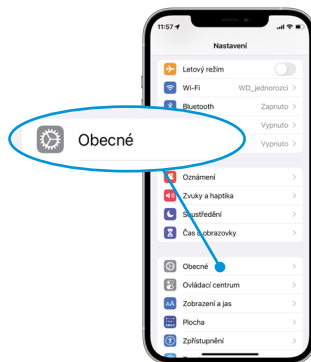 11:57
Nastavení
Letový režim
Wi-Fi WD_jednorozci
Bluetooth Zapnuto
Vypnuto
Vypnuto
Obecné
Oznámení
Zvuky a haptika
Soustředění
Čas u obrazovky
Obecné
Ovládací centrum
AA Zobrazení a jas
Plocha
Zpřístupnění